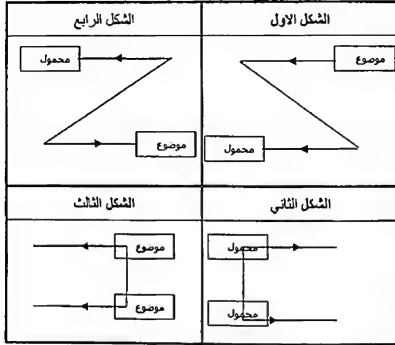 الشكل الاول
الشكل الرابع
موضوع
محمول
محمول
موضوع
الشكل الثاني
الشكل الثالث
محمول
موضوع
محمول
موضوع